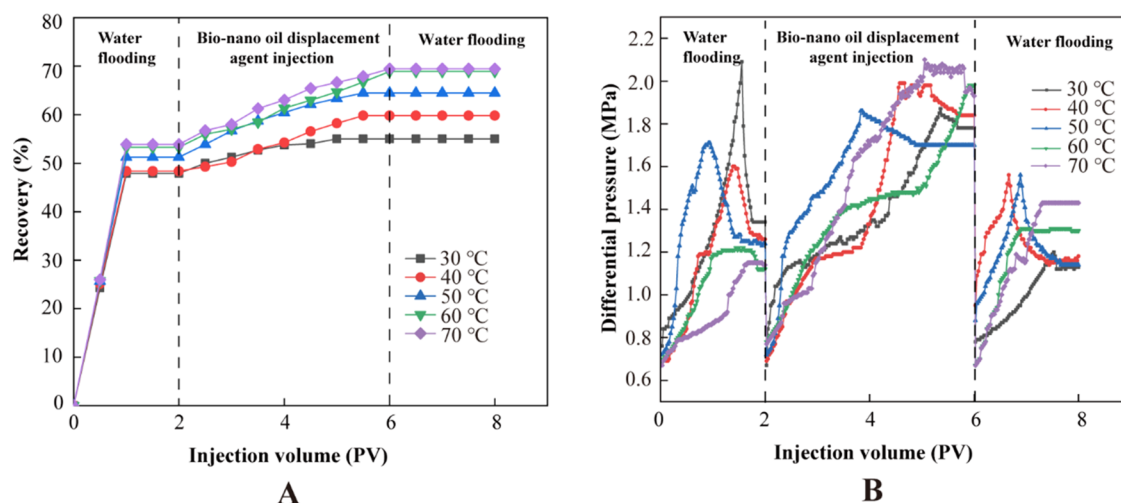 80
70
60
50
40
30
20
10
0
Recovery (%)
Water
flooding
Bio-nano oil displacement
agent injection
Water flooding
30 ℃
40 ℃
50 ℃
60 ℃
70 ℃
0 2 4 6 8
Injection volume (PV)
A
2.2
2.0
1.8
1.6
1.4
1.2
1.0
0.8
0.6
Differential pressure (MPa)
Water
flooding
Bio-nano oil displacement
agent injection
Water flooding
30 ℃
40 ℃
50 ℃
60 ℃
70 ℃
0 2 4 6 8
Injection volume (PV)
B